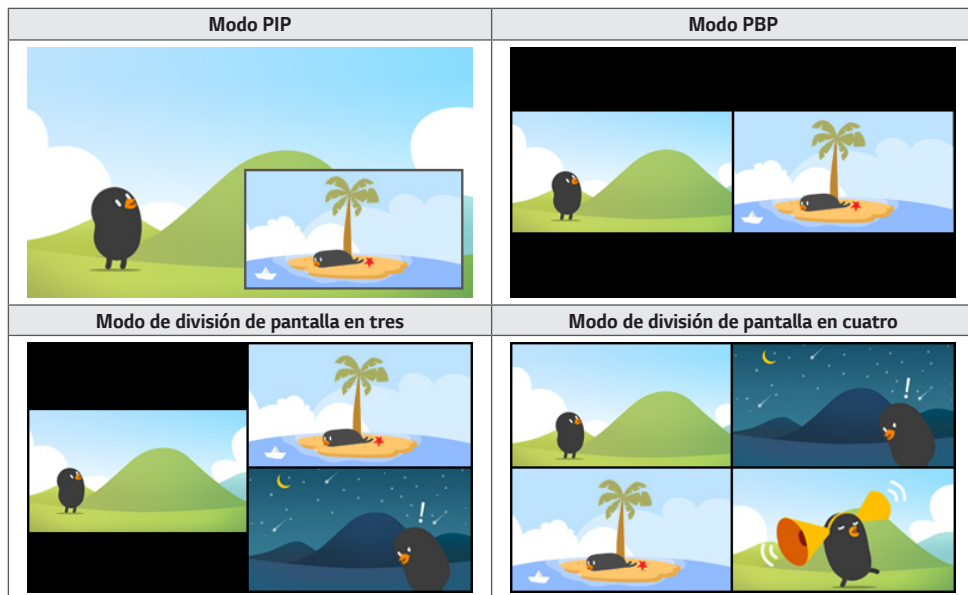 Modo PIP
Modo PBP
Modo de división de pantalla en tres
Modo de división de pantalla en cuatro